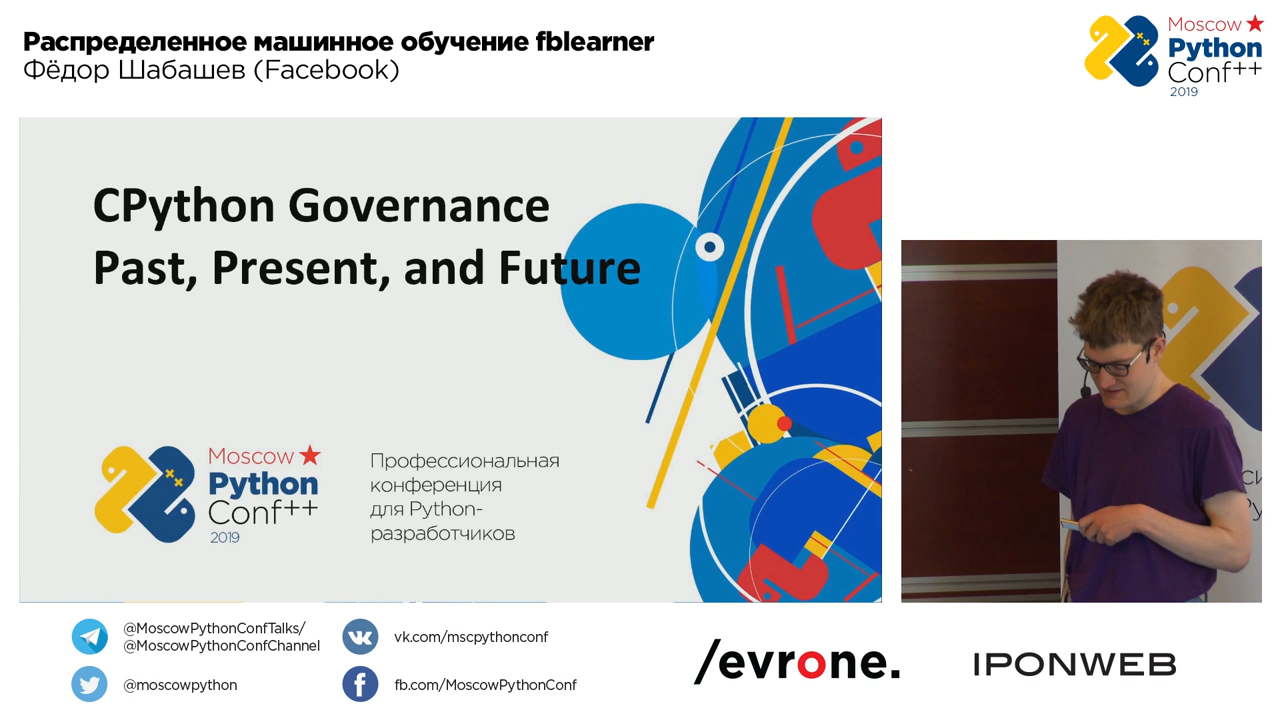 Распределенное машинное обучение fblearner
Фёдор Шабашев (Facebook)
Moscow
Python
Conf++
2019
CPython Governance
Past, Present, and Future
Moscow
Python
Conf++
2019
Профессиональная
конференция
для Python-
разработчиков
@MoscowPythonConfTalks/
@MoscowPythonConfChannel
vk.com/mscpythonconf
@moscowpython
fb.com/MoscowPythonConf
/evrone.
IPONWEB